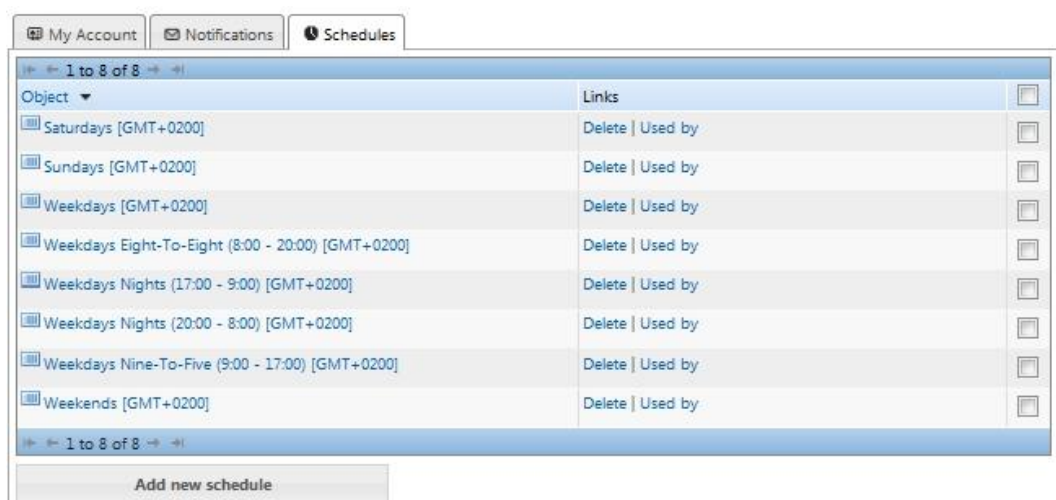 My Account Notifications Schedules
1 to 8 of 8
Object Links
Saturdays [GMT+0200] Delete | Used by
Sundays [GMT+0200] Delete | Used by
Weekdays [GMT+0200] Delete | Used by
Weekdays Eight-To-Eight (8:00 - 20:00) [GMT+0200] Delete | Used by
Weekdays Nights (17:00 - 9:00) [GMT+0200] Delete | Used by
Weekdays Nights (20:00 - 8:00) [GMT+0200] Delete | Used by
Weekdays Nine-To-Five (9:00 - 17:00) [GMT+0200] Delete | Used by
Weekends [GMT+0200] Delete | Used by
1 to 8 of 8
Add new schedule